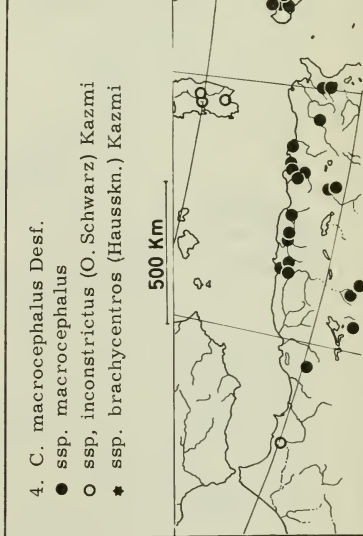 4. C. macrocephalus Desf.
● ssp. macrocephalus
○ ssp, inconstrictus (O. Schwarz) Kazmi
★ ssp. brachycentros (Hausskn.) Kazmi
500 Km